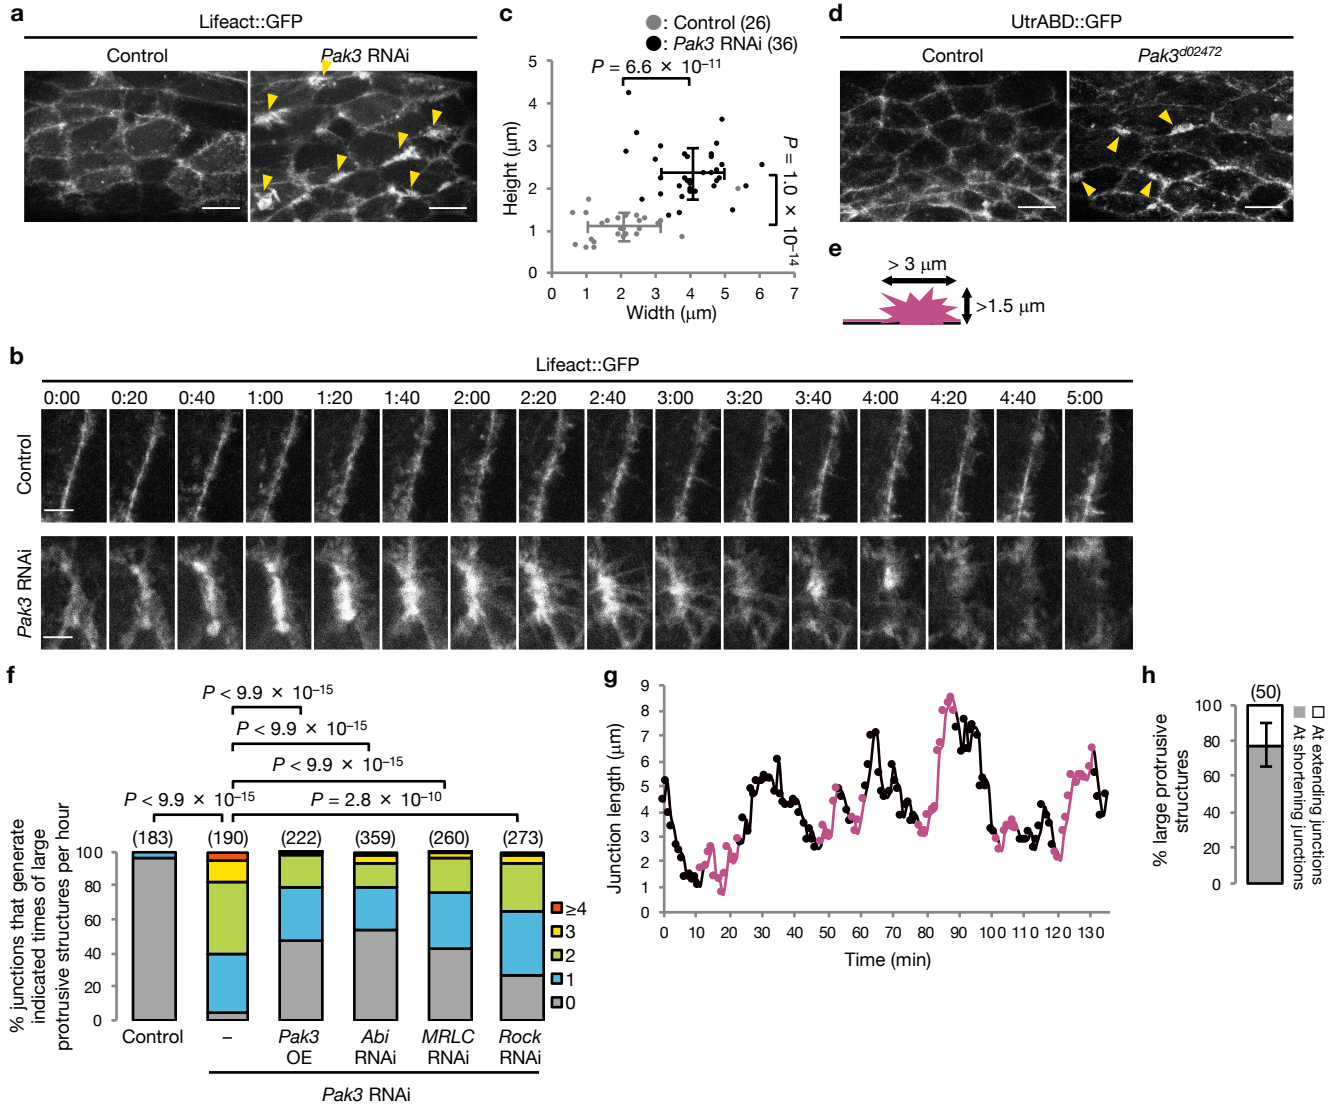 a
Lifeact::GFP
Control
Pak3 RNAi
c
: Control (26)
: Pak3 RNAi (36)
P = 6.6 × 10⁻¹¹
P = 1.0 × 10⁻¹⁴
Height (μm)
5
4
3
2
1
0
0 1 2 3 4 5 6 7
Width (μm)
d
UtrABD::GFP
Control
Pak3ᵈ⁰²⁴⁷²
e
> 3 μm
>1.5 μm
b
Lifeact::GFP
0:00 0:20 0:40 1:00 1:20 1:40 2:00 2:20 2:40 3:00 3:20 3:40 4:00 4:20 4:40 5:00
Control
Pak3 RNAi
f
P < 9.9 × 10⁻¹⁵
P < 9.9 × 10⁻¹⁵
P < 9.9 × 10⁻¹⁵
P < 9.9 × 10⁻¹⁵
P = 2.8 × 10⁻¹⁰
(183) (190) (222) (359) (260) (273)
% junctions that generate
indicated times of large
protrusive structures per hour
100
80
60
40
20
0
≥4
3
2
1
0
Control
–
Pak3
OE
Abi
RNAi
MRLC
RNAi
Rock
RNAi
Pak3 RNAi
g
Junction length (μm)
9
8
7
6
5
4
3
2
1
0
0 10 20 30 40 50 60 70 80 90 100 110 120 130
Time (min)
h
(50)
% large protrusive
structures
100
80
60
40
20
0
At extending junctions
At shortening junctions